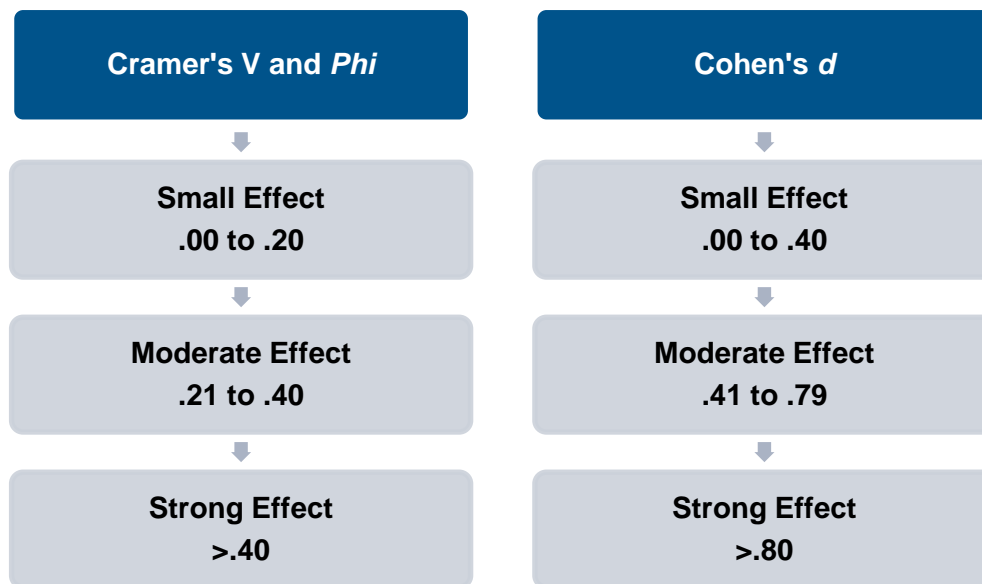 Cramer's V and Phi
Small Effect
.00 to .20
Moderate Effect
.21 to .40
Strong Effect
>.40
Cohen's d
Small Effect
.00 to .40
Moderate Effect
.41 to .79
Strong Effect
>.80